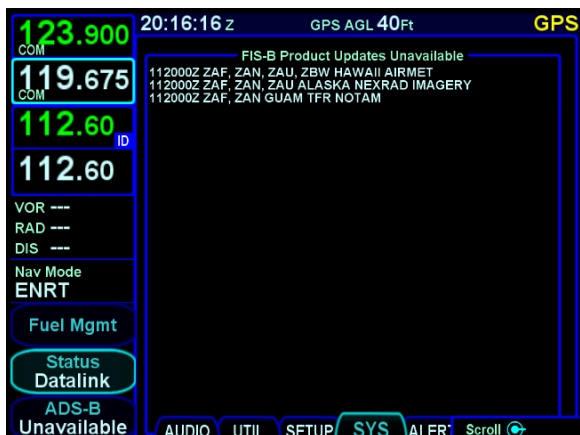 123.900
COM
119.675
COM
112.60
ID
112.60
VOR ---
RAD ---
DIS ---
Nav Mode
ENRT
Fuel Mgmt
Status
Datalink
ADS-B
Unavailable
20:16:16 Z
GPS AGL 40Ft
GPS
FIS-B Product Updates Unavailable
112000Z ZAF, ZAN, ZAU, ZBW HAWAII AIRMET
112000Z ZAF, ZAN, ZAU ALASKA NEXRAD IMAGERY
112000Z ZAF, ZAN GUAM TFR NOTAM
AUDIO UTIL SETUP SYS ALERT Scroll